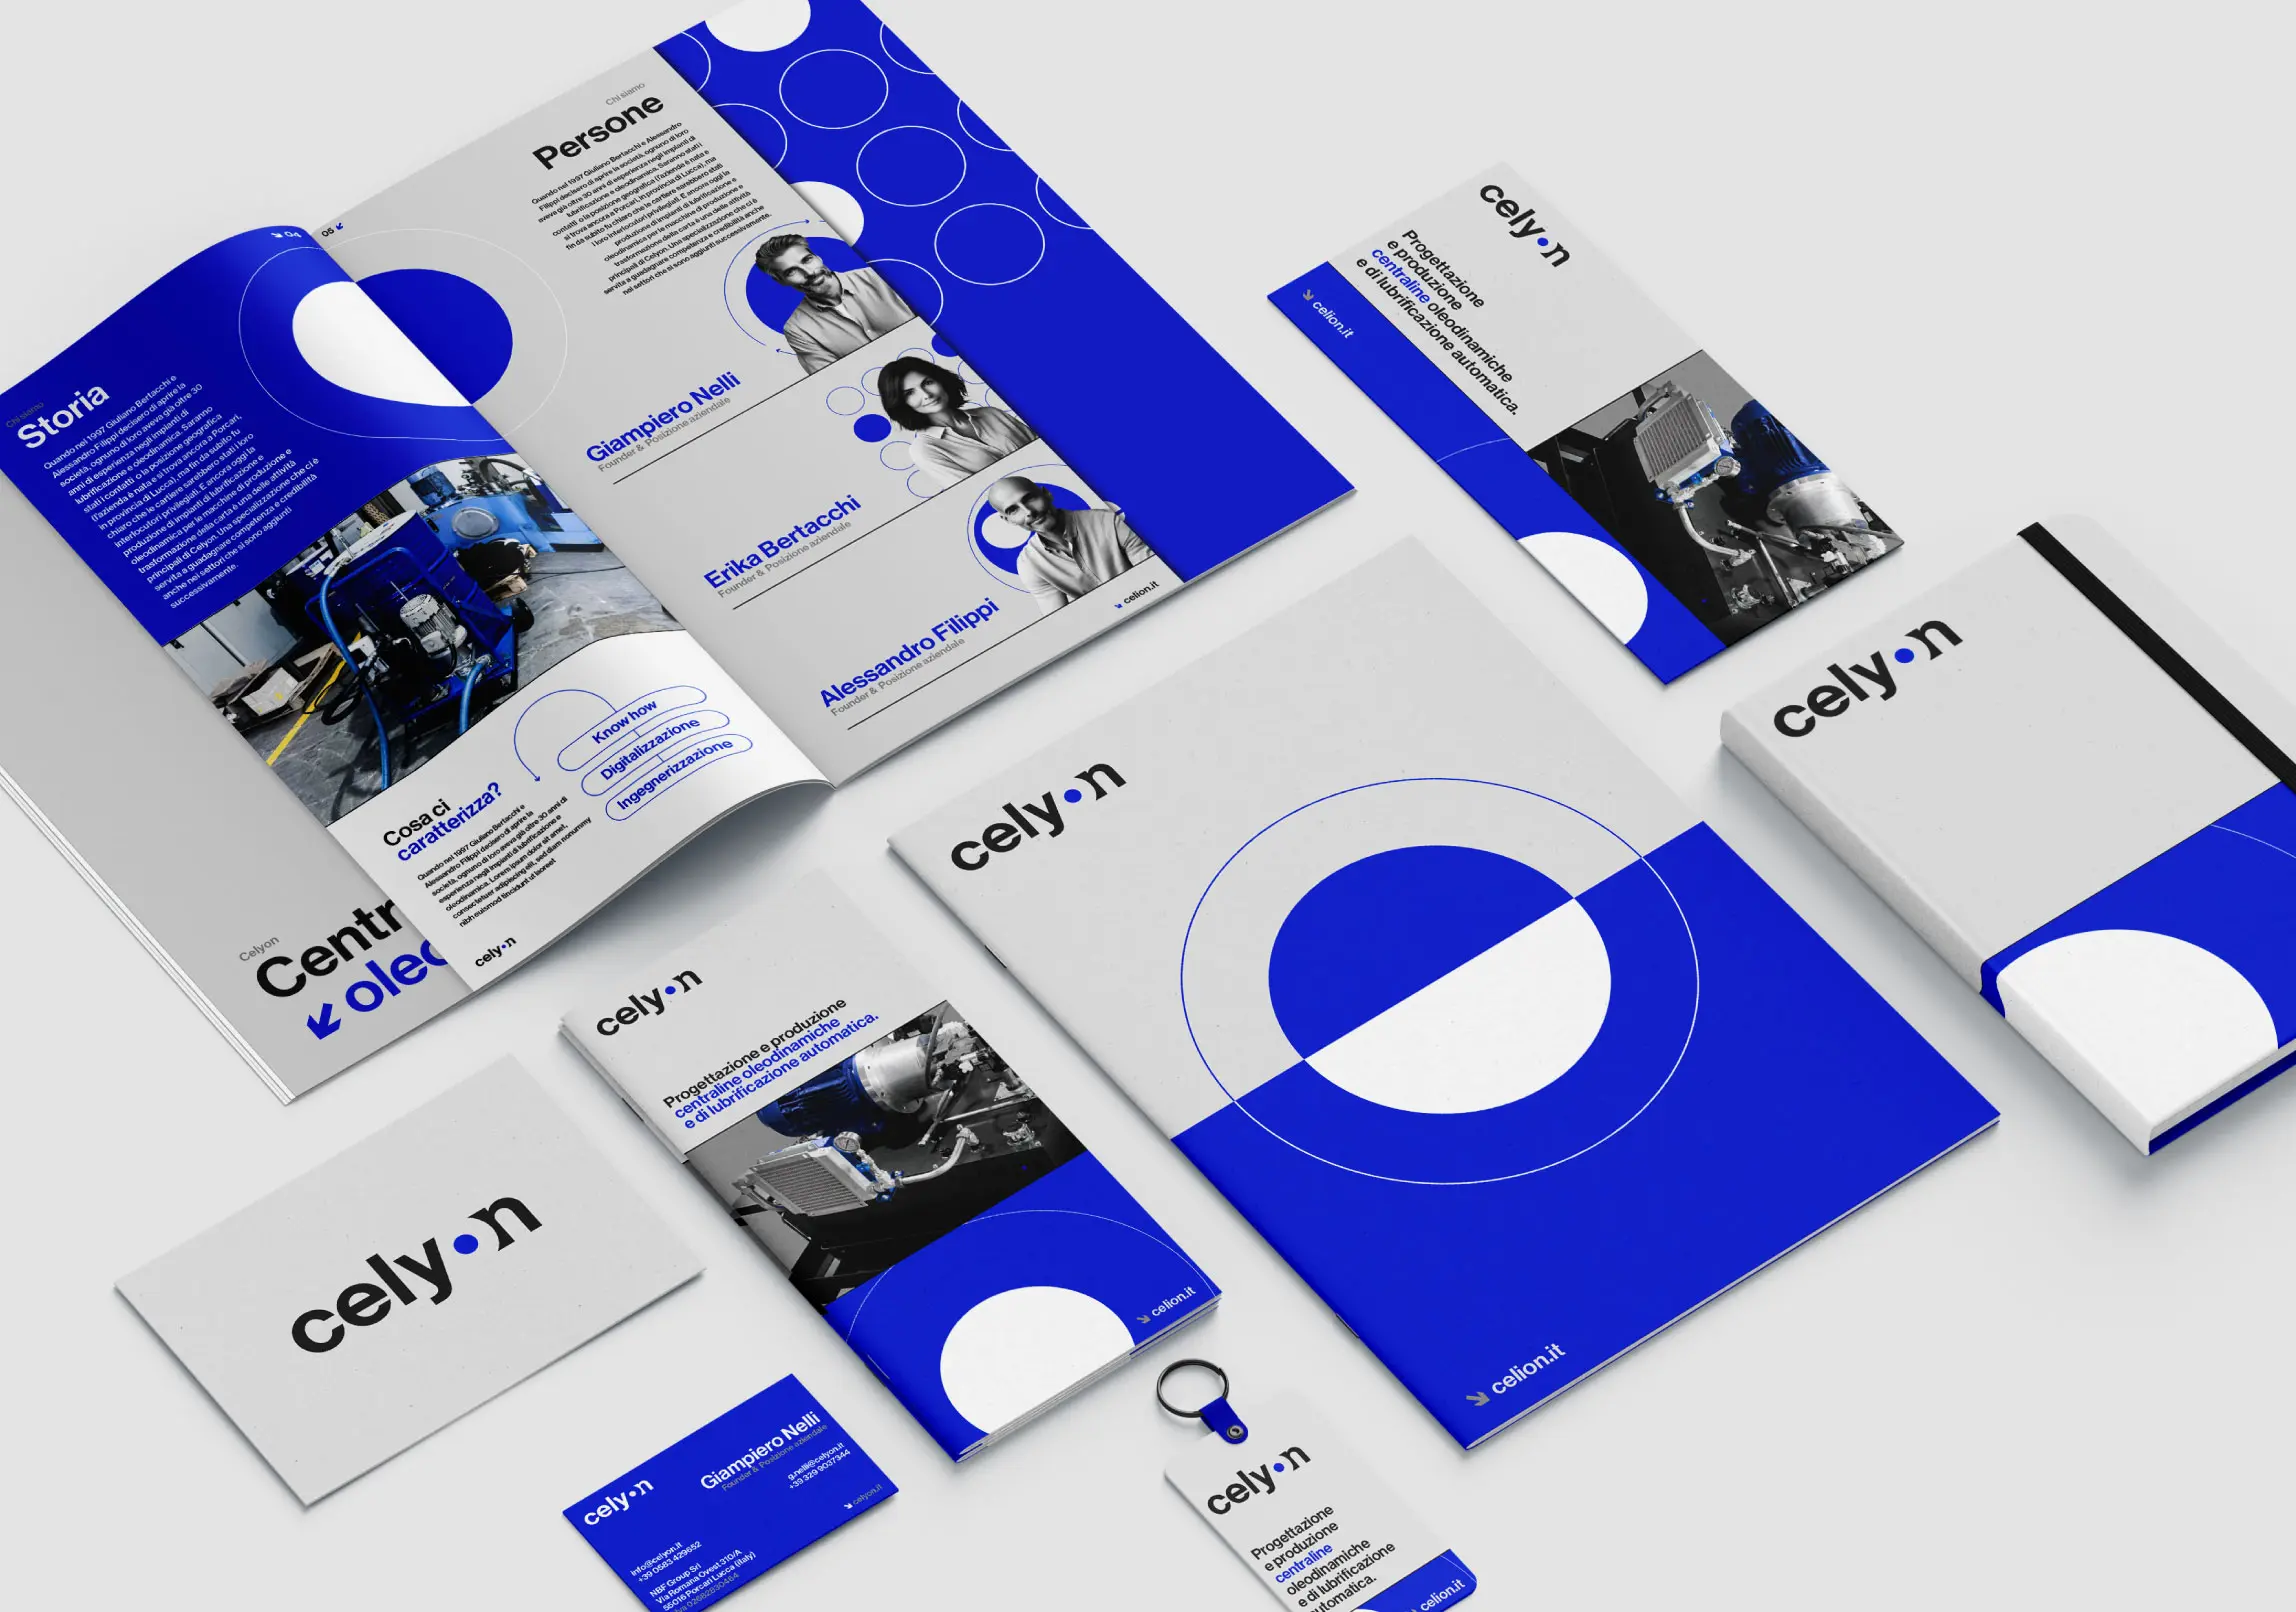 04
Chi siamo
Storia
Quando nel 1997 Giuliano Bertacchi e
Alessandro Filippi decisero di aprire la
società, ognuno di loro aveva già oltre 30
anni di esperienza negli impianti di
lubrificazione e oleodinamica. Saranno
stati i contatti o la posizione geografica
(l'azienda è nata e si trova ancora a Porcari,
in provincia di Lucca), ma fin da subito fu
chiaro che le cartiere sarebbero stati i loro
interlocutori privilegiati. E ancora oggi la
produzione di impianti di lubrificazione e
oleodinamica per le macchine di produzione e
trasformazione della carta è una delle attività
principali di Celyon. Una specializzazione che ci è
servita a guadagnare competenza e credibilità
anche nei settori che si sono aggiunti
successivamente.
Know how
Digitalizzazione
Ingegnerizzazione
Cosa ci
caratterizza?
Quando nel 1997 Giuliano Bertacchi e
Alessandro Filippi decisero di aprire la
società, ognuno di loro aveva già oltre 30 anni di
esperienza negli impianti di lubrificazione e
oleodinamica. Lorem ipsum dolor sit amet,
consectetuer adipiscing elit, sed diam nonummy
nibh euismod tincidunt ut laoreet
cely•n
05
Chi siamo
Persone
Quando nel 1997 Giuliano Bertacchi e Alessandro
Filippi decisero di aprire la società, ognuno di loro
aveva già oltre 30 anni di esperienza negli impianti di
lubrificazione e oleodinamica. Saranno stati i
contatti o la posizione geografica (l'azienda è nata e
si trova ancora a Porcari, in provincia di Lucca), ma
fin da subito fu chiaro che le cartiere sarebbero stati
i loro interlocutori privilegiati. E ancora oggi la
produzione di impianti di lubrificazione e
oleodinamica per le macchine di produzione e
trasformazione della carta è una delle attività
principali di Celyon. Una specializzazione che ci è
servita a guadagnare competenza e credibilità anche
nei settori che si sono aggiunti successivamente.
Giampiero Nelli
Founder & Posizione aziendale
Erika Bertacchi
Founder & Posizione aziendale
Alessandro Filippi
Founder & Posizione aziendale
celion.it
Celyon
Centr
oleo
cely•n
Progettazione
e produzione
centraline oleodinamiche
e di lubrificazione automatica.
celion.it
cely•n
cely•n
celion.it
cely•n
Progettazione e produzione
centraline oleodinamiche
e di lubrificazione automatica.
celion.it
cely•n
cely•n
Giampiero Nelli
Founder & Posizione aziendale
g.nelli@celyon.it
+39 329 9037344
celyon.it
info@celyon.it
+39 0583 429652
NBF Group Srl
Via Romana Ovest 310/A
55016 Porcari Lucca (Italy)
cely•n
Progettazione
e produzione
centraline
oleodinamiche
e di lubrificazione
automatica.
celion.it